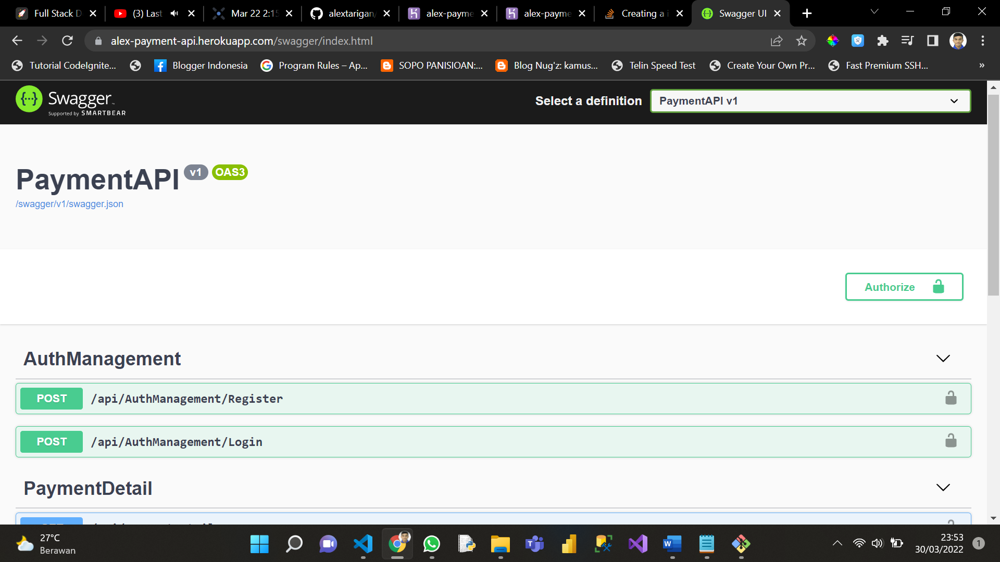 Full Stack D
(3) Last
Mar 22 2:15
alextarigan/
alex-payme
alex-payme
Creating a i
Swagger UI
alex-payment-api.herokuapp.com/swagger/index.html
Tutorial CodeIgnite...
Blogger Indonesia
Program Rules – Ap...
SOPO PANISIOAN:...
Blog Nug'z: kamus...
Telin Speed Test
Create Your Own Pr...
Fast Premium SSH...
»
Swagger
Supported by SMARTBEAR
Select a definition
PaymentAPI v1
PaymentAPI v1 OAS3
/swagger/v1/swagger.json
Authorize
AuthManagement
POST /api/AuthManagement/Register
POST /api/AuthManagement/Login
PaymentDetail
27°C
Berawan
23:53
30/03/2022
1